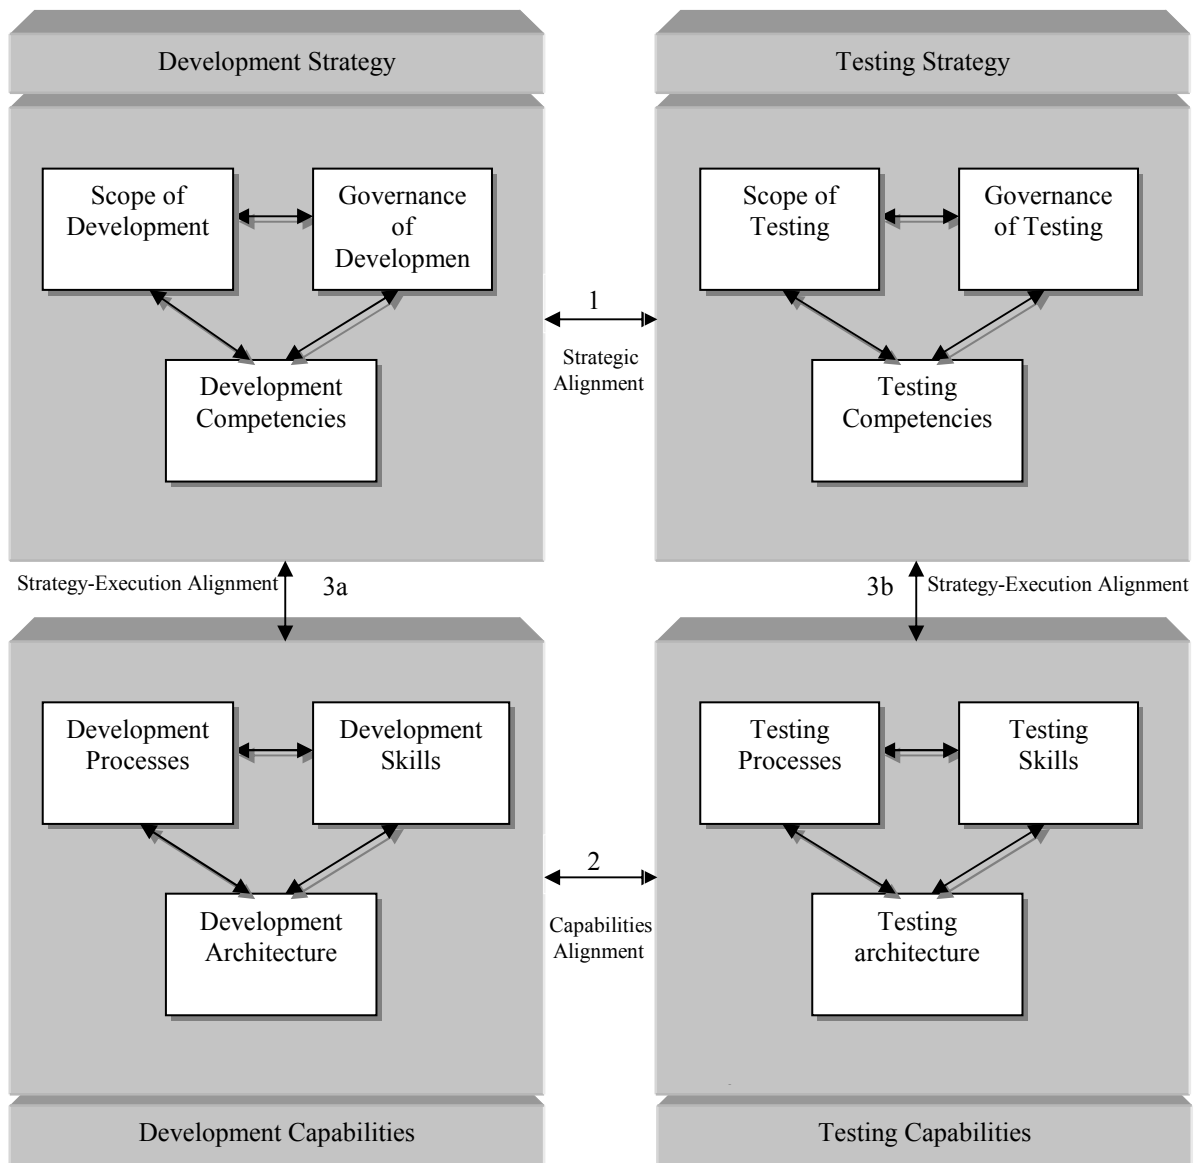 Development Strategy
Testing Strategy
Scope of
Development
Governance
of
Developmen
Scope of
Testing
Governance
of Testing
Development
Competencies
Testing
Competencies
1
Strategic
Alignment
Strategy-Execution Alignment
3a
3b
Strategy-Execution Alignment
Development
Processes
Development
Skills
Testing
Processes
Testing
Skills
Development
Architecture
Testing
architecture
2
Capabilities
Alignment
Development Capabilities
Testing Capabilities